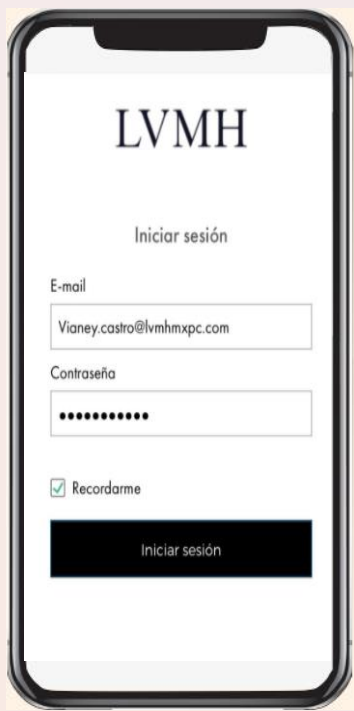 LVMH
Iniciar sesión
E-mail
Vianey.castro@lvmhmxpc.com
Contraseña
•••••••••••
Recordarme
Iniciar sesión